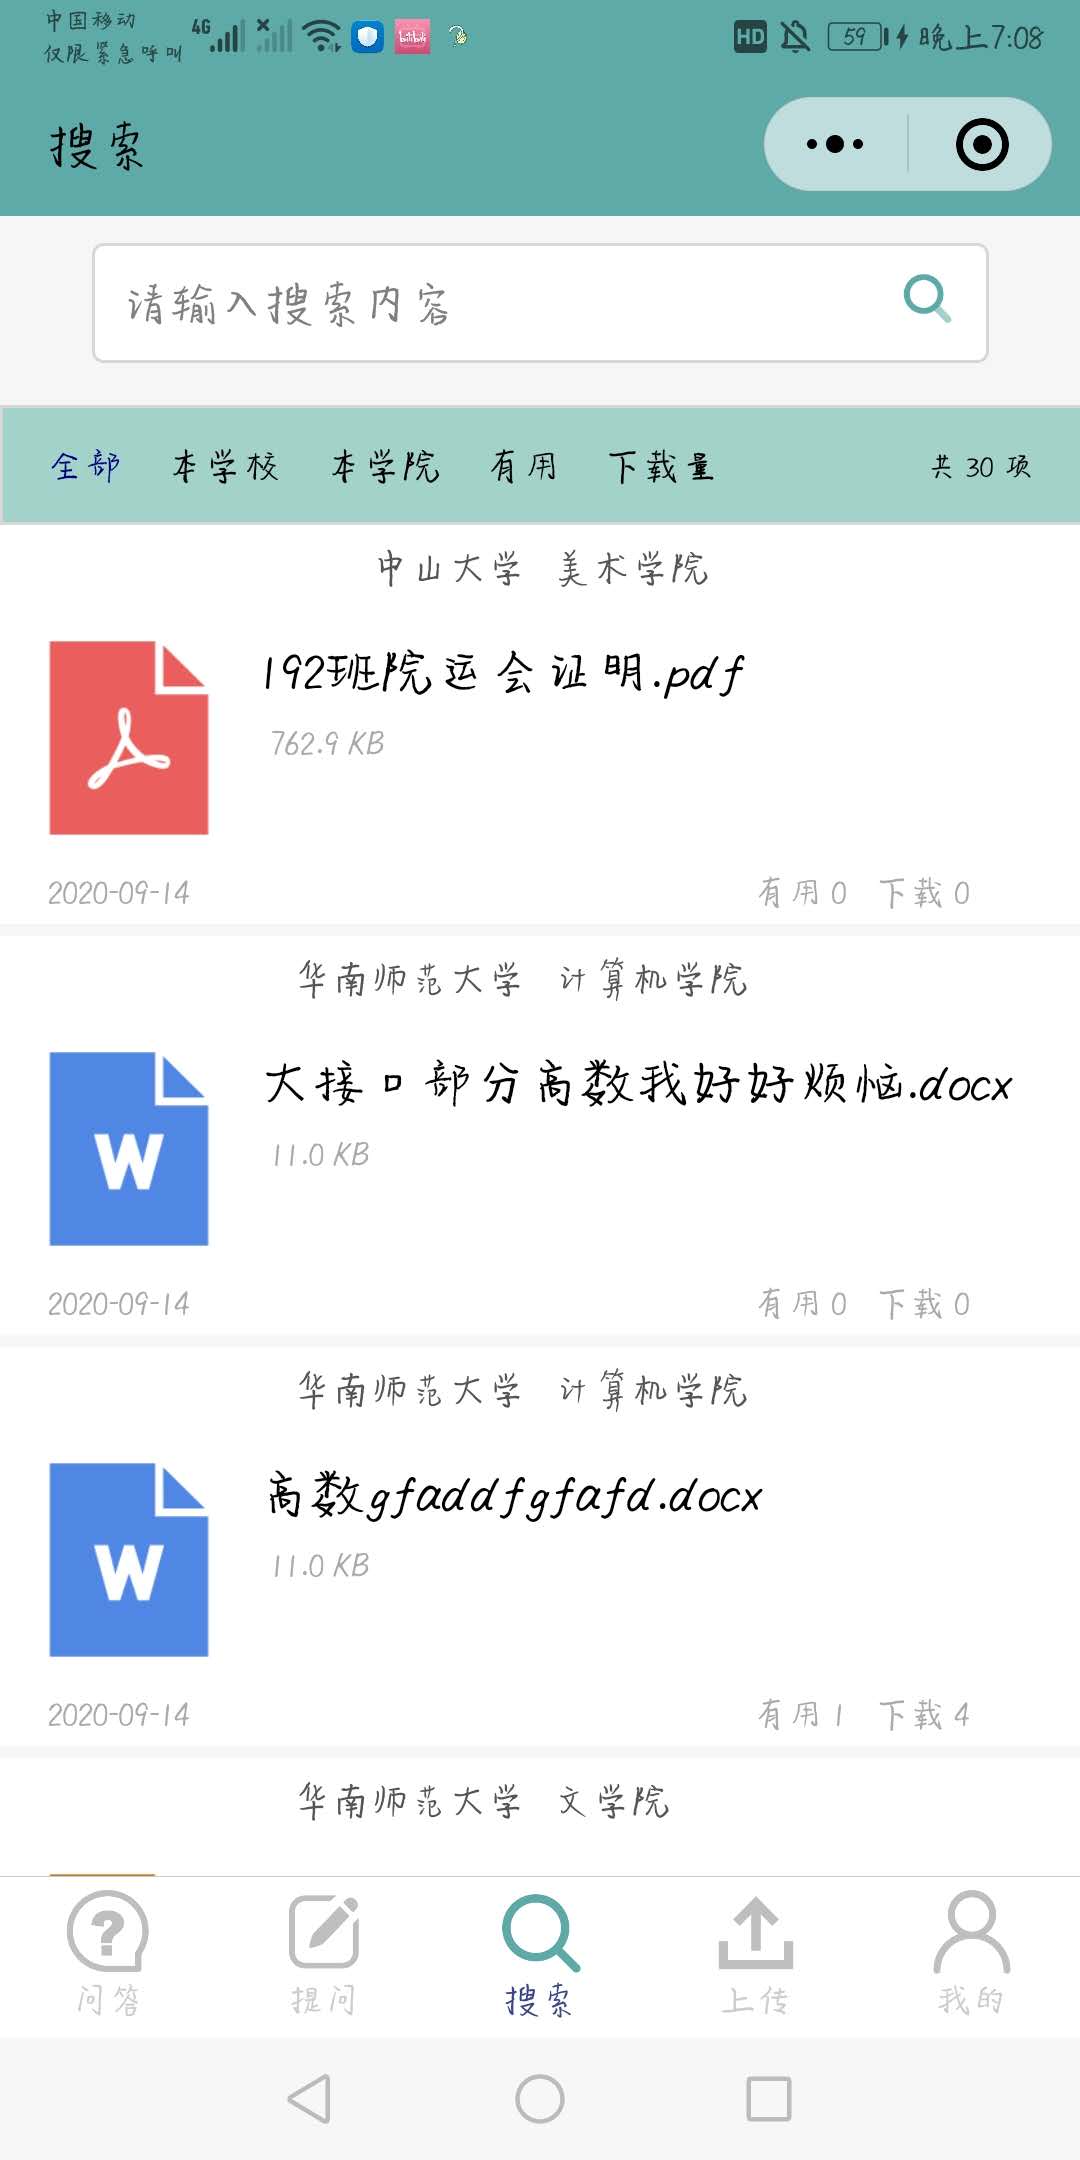 中国移动
仅限紧急呼叫
4G
bilibili
HD
59
晚上7:08
搜索
请输入搜索内容
全部 本学校 本学院 有用 下载量 共 30 项
中山大学 美术学院
192班院运会证明.pdf
762.9 KB
2020-09-14 有用 0 下载 0
华南师范大学 计算机学院
大接口部分高数我好好烦恼.docx
W
11.0 KB
2020-09-14 有用 0 下载 0
华南师范大学 计算机学院
高数gfaddfgfafd.docx
W
11.0 KB
2020-09-14 有用 1 下载 4
华南师范大学 文学院
问答 提问 搜索 上传 我的